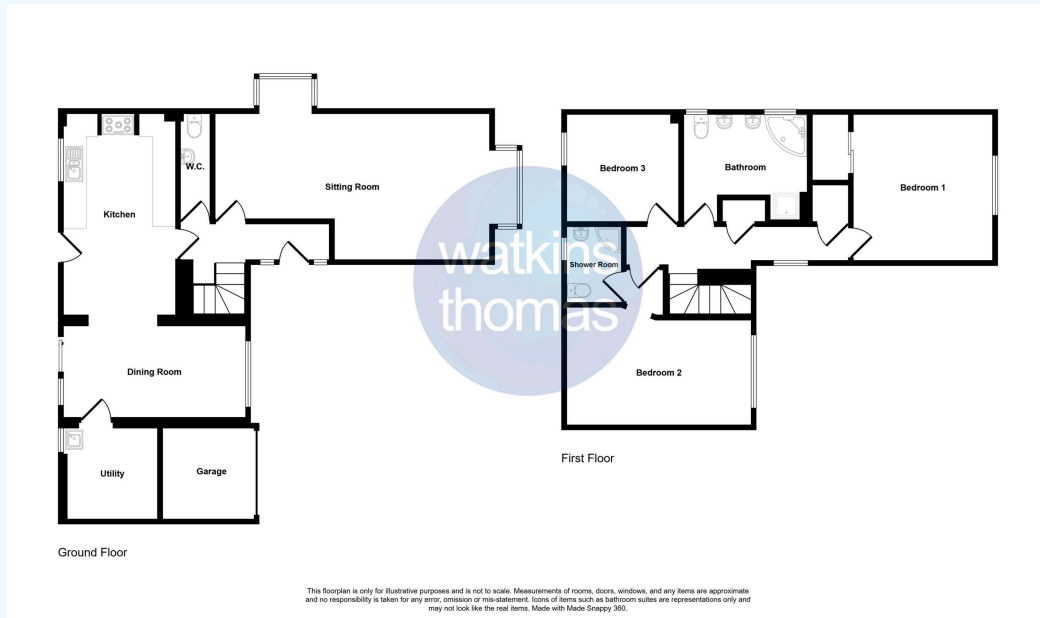 Kitchen
W.C.
Sitting Room
Dining Room
Utility
Garage
Ground Floor
Bedroom 3
Bathroom
Bedroom 1
Shower Room
Bedroom 2
First Floor
watkins
thomas
This floorplan is only for illustrative purposes and is not to scale. Measurements of rooms, doors, windows, and any items are approximate
and no responsibility is taken for any error, omission or mis-statement. Icons of items such as bathroom suites are representations only and
may not look like the real items. Made with Made Snappy 360.